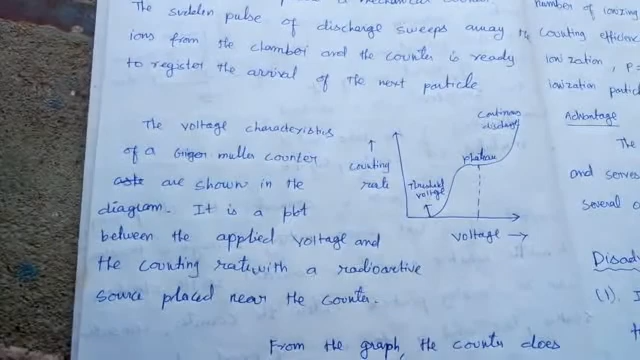 The sudden pulse of discharge sweeps away the
ions from the chamber and the counter is ready
to register the arrival of the next particle
The voltage characteristics
of a Griger muller counter
are shown in the
diagram. It is a plot
between the applied voltage and
the counting rate with a radioactive
source placed near the counter.
From the graph, the counter does
counting
rate
Threshold
voltage
plateau
Continuous
discharge
voltage →
number of ionizing
Counting efficienc
ionization, P =
ionization particl
Advantage
The
and serves
several c
Disadv
(1). I